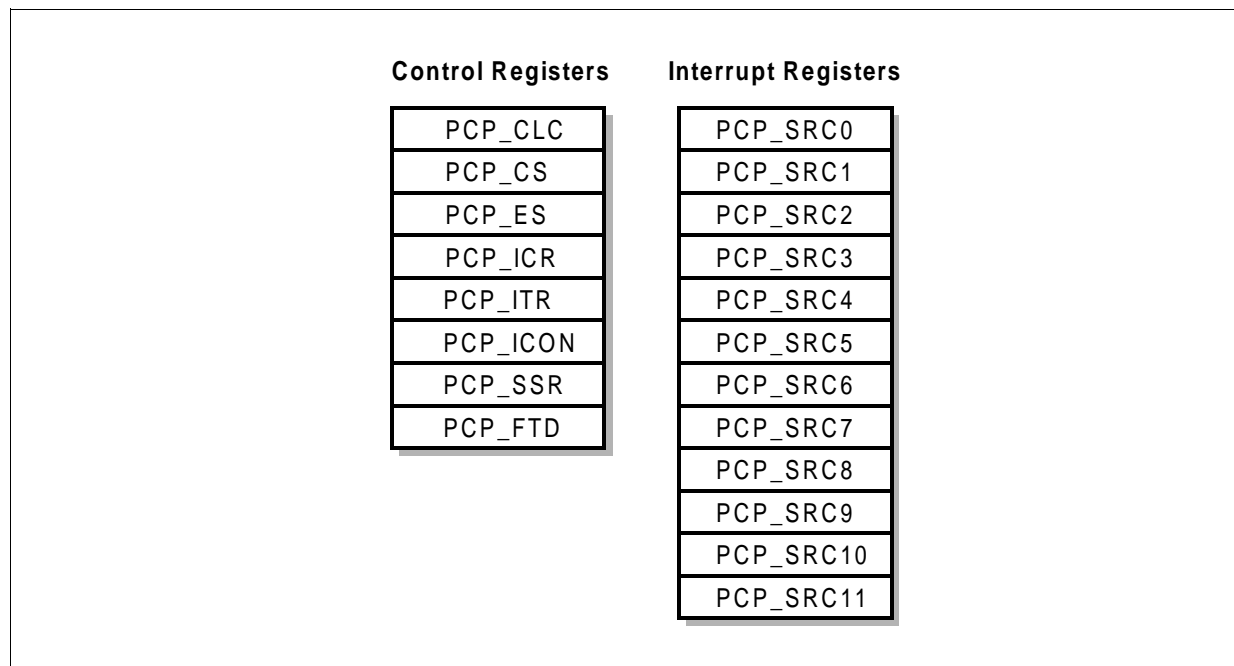 Control Registers
PCP_CLC
PCP_CS
PCP_ES
PCP_ICR
PCP_ITR
PCP_ICON
PCP_SSR
PCP_FTD
Interrupt Registers
PCP_SRC0
PCP_SRC1
PCP_SRC2
PCP_SRC3
PCP_SRC4
PCP_SRC5
PCP_SRC6
PCP_SRC7
PCP_SRC8
PCP_SRC9
PCP_SRC10
PCP_SRC11